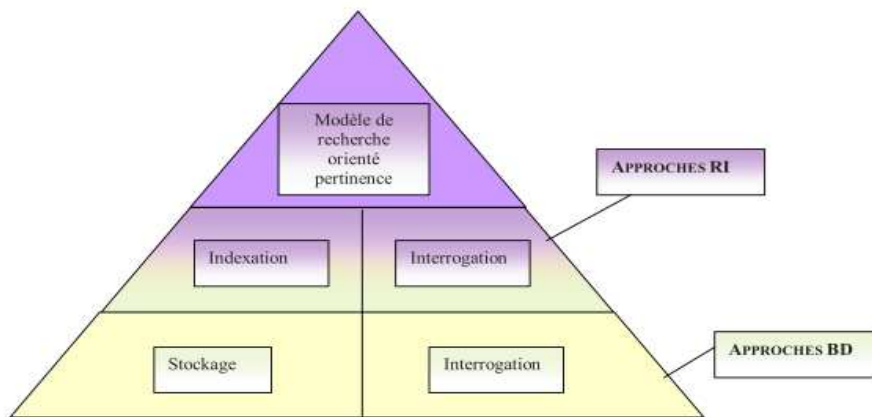 Modèle de
recherche
orienté
pertinence
APPROCHES RI
Indexation
Interrogation
APPROCHES BD
Stockage
Interrogation